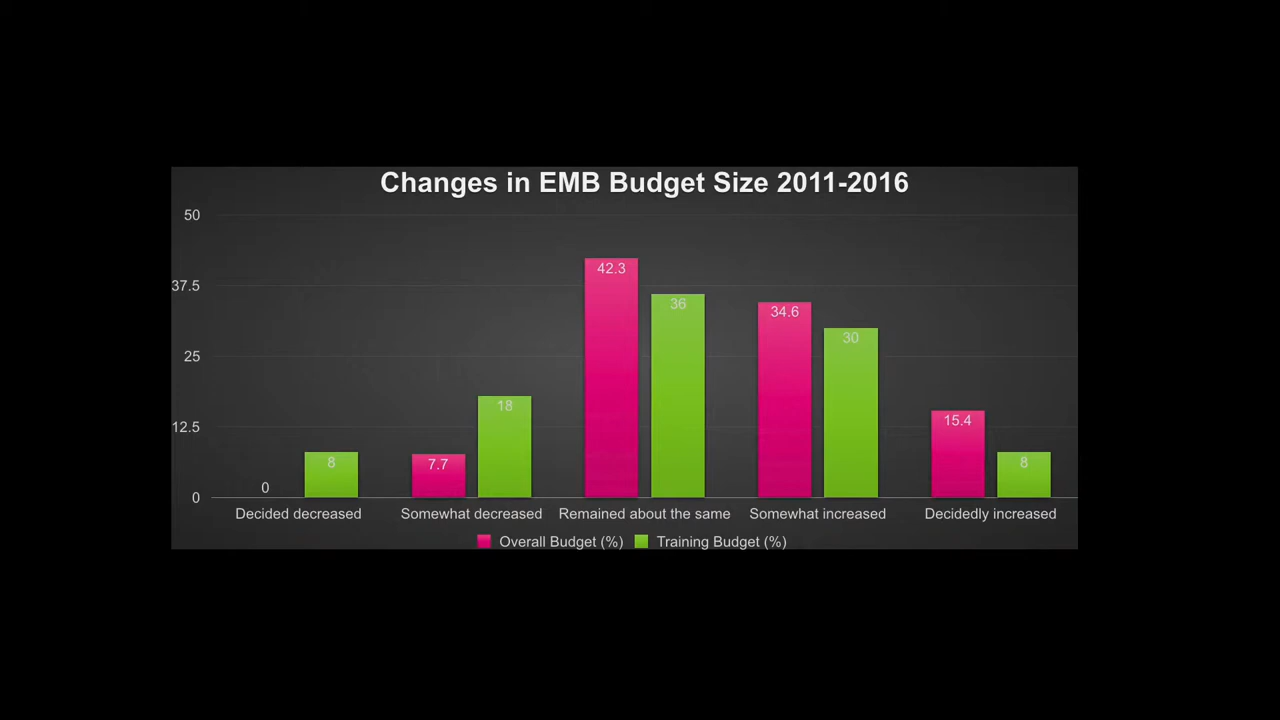 Changes in EMB Budget Size 2011-2016
50
37.5
25
12.5
0
0
8
7.7
18
42.3
36
34.6
30
15.4
8
Decided decreased
Somewhat decreased
Remained about the same
Somewhat increased
Decidedly increased
Overall Budget (%)
Training Budget (%)